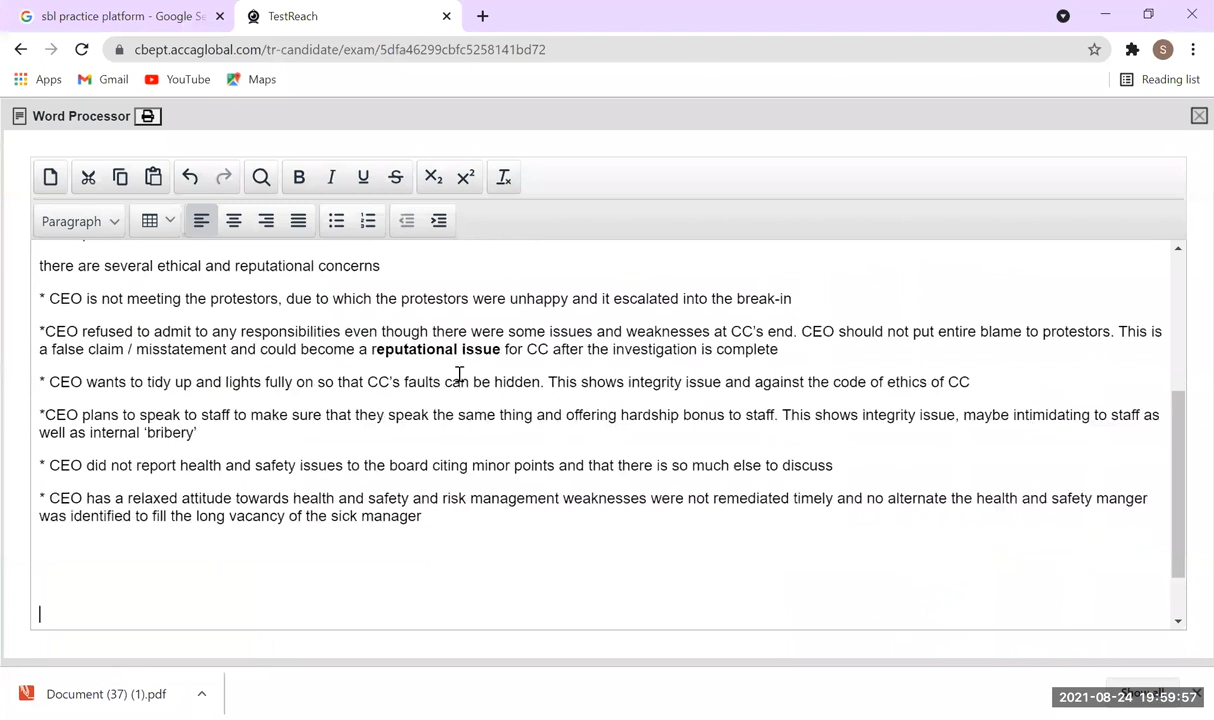 sbl practice platform - Google Se
TestReach
cbept.accaglobal.com/tr-candidate/exam/5dfa46299cbfc5258141bd72
S
Apps Gmail YouTube Maps Reading list
Word Processor
B I U S X₂ X² Tx
Paragraph
there are several ethical and reputational concerns
* CEO is not meeting the protestors, due to which the protestors were unhappy and it escalated into the break-in
*CEO refused to admit to any responsibilities even though there were some issues and weaknesses at CC's end. CEO should not put entire blame to protestors. This is
a false claim / misstatement and could become a reputational issue for CC after the investigation is complete
* CEO wants to tidy up and lights fully on so that CC's faults can be hidden. This shows integrity issue and against the code of ethics of CC
*CEO plans to speak to staff to make sure that they speak the same thing and offering hardship bonus to staff. This shows integrity issue, maybe intimidating to staff as
well as internal ‘bribery’
* CEO did not report health and safety issues to the board citing minor points and that there is so much else to discuss
* CEO has a relaxed attitude towards health and safety and risk management weaknesses were not remediated timely and no alternate the health and safety manger
was identified to fill the long vacancy of the sick manager
Document (37) (1).pdf
2021-08-24 19:59:57